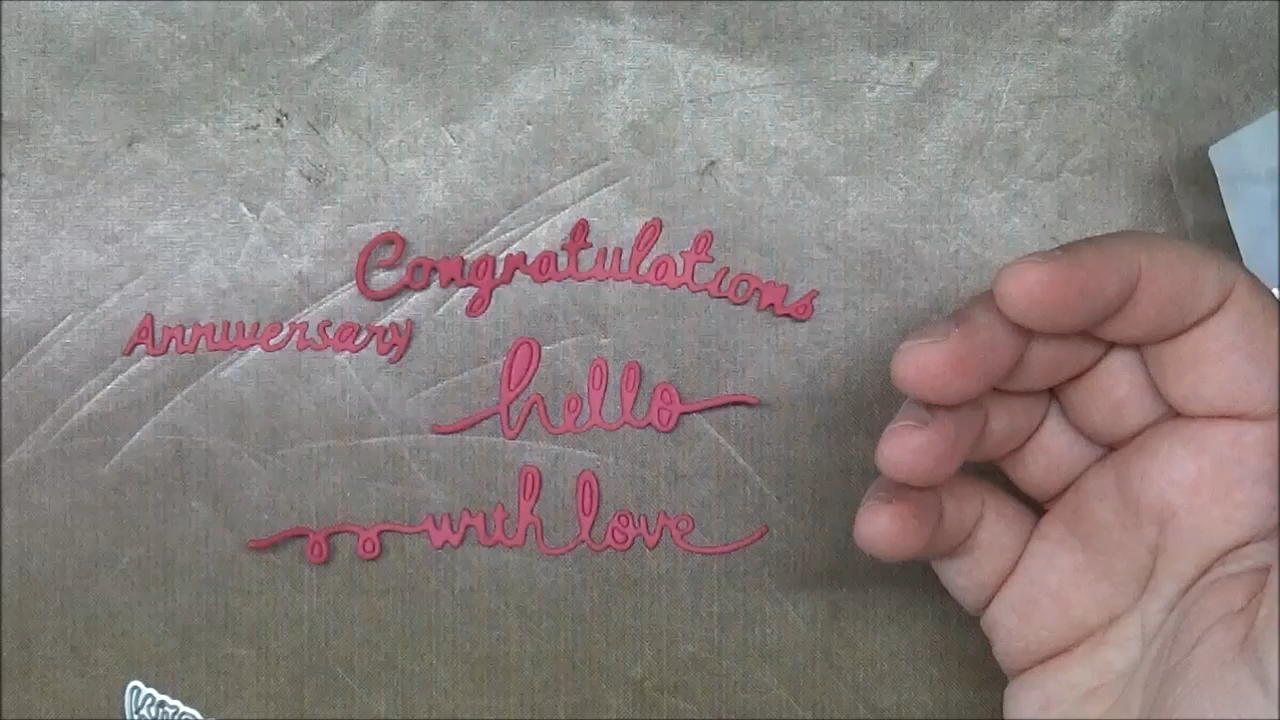 Congratulations
Anniversary
hello
with love